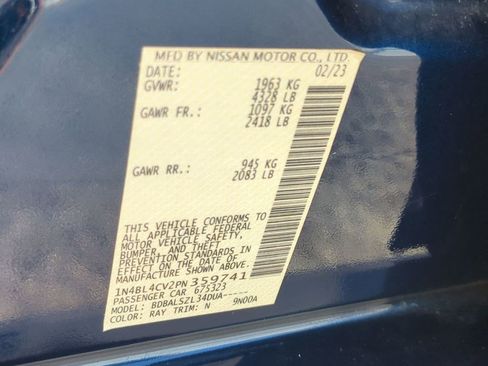 MFD BY NISSAN MOTOR CO., LTD.
DATE: 02/23
GVWR: 1963 KG
4328 LB
GAWR FR.: 1097 KG
2418 LB
GAWR RR.: 945 KG
2083 LB
THIS VEHICLE CONFORMS TO
ALL APPLICABLE FEDERAL
MOTOR VEHICLE SAFETY,
BUMPER, AND THEFT
PREVENTION STANDARDS IN
EFFECT ON THE DATE OF
MANUFACTURE SHOWN ABOVE.
1N4BL4CV2PN359741
PASSENGER CAR 675323
MODEL: BDBALSZL34DUA-----
COLOR: RAY TRIM: N 9N00A